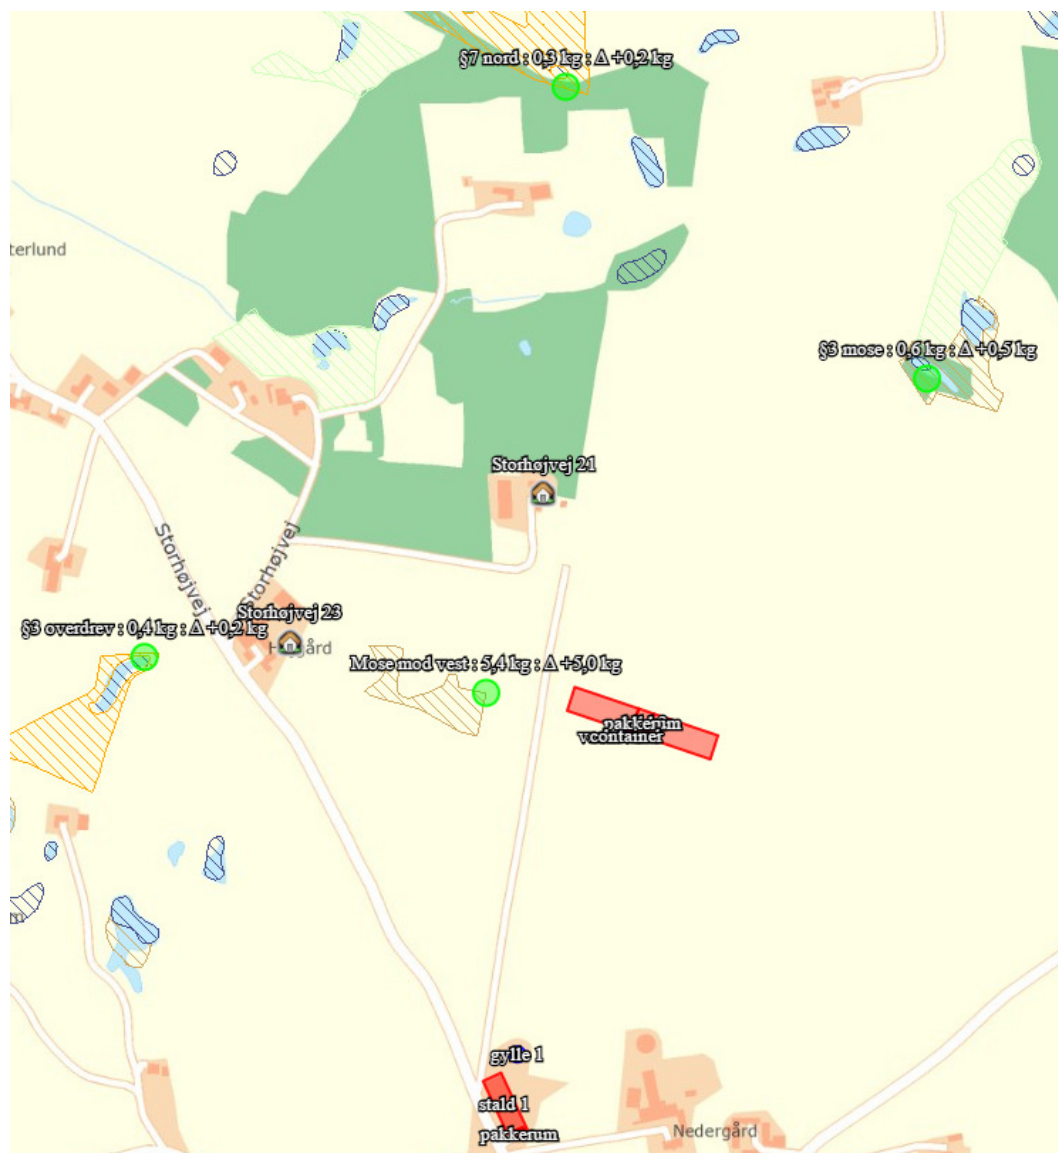 §7 nord : 0,3 kg : Δ +0,2 kg
terlund
§3 mose : 0,6 kg : Δ +0,5 kg
Storhøjvej 21
Storhøjvej
Storhøjvej
Storhøjvej 23
§3 overdrev : 0,4 kg : Δ +0,2 kg
Mose mod vest : 5,4 kg : Δ +5,0 kg
pakkerum
container
gylle 1
stald 1
pakkerum
Nedergård